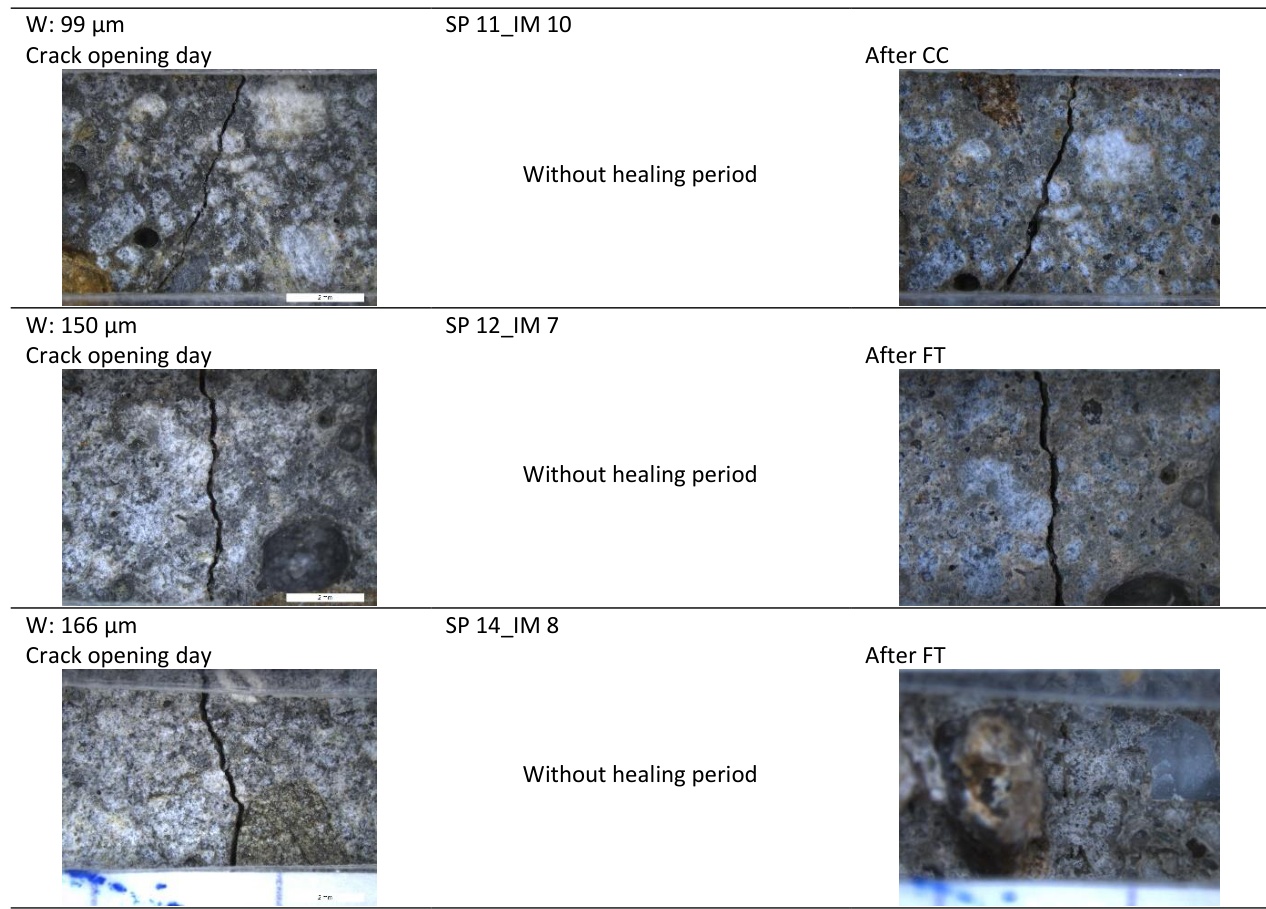 W: 99 µm
SP 11_IM 10
Crack opening day
After CC
Without healing period
W: 150 µm
SP 12_IM 7
Crack opening day
After FT
Without healing period
W: 166 µm
SP 14_IM 8
Crack opening day
After FT
Without healing period